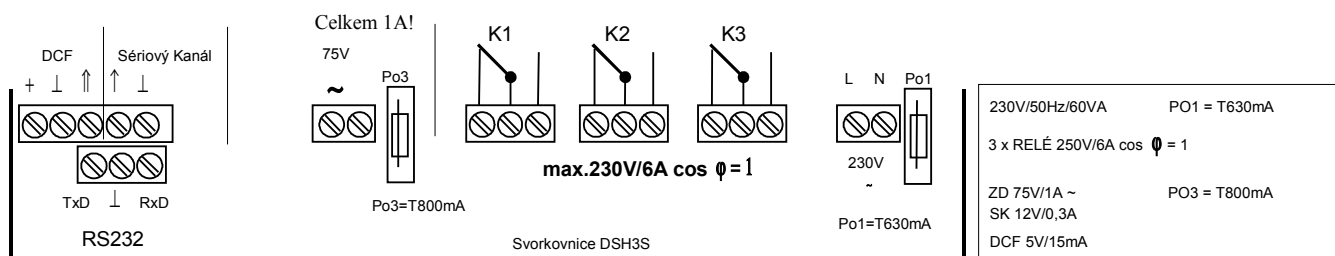 Celkem 1A!
DCF Sériový Kanál
+ ⊥ ⇑ ↑ ⊥
75V
~
Po3
K1 K2 K3
L N Po1
TxD ⊥ RxD
RS232
Po3=T800mA
max.230V/6A cos φ=1
230V
~
Po1=T630mA
Svorkovnice DSH3S
230V/50Hz/60VA PO1 = T630mA
3 x RELÉ 250V/6A cos φ = 1
ZD 75V/1A ~ PO3 = T800mA
SK 12V/0,3A
DCF 5V/15mA